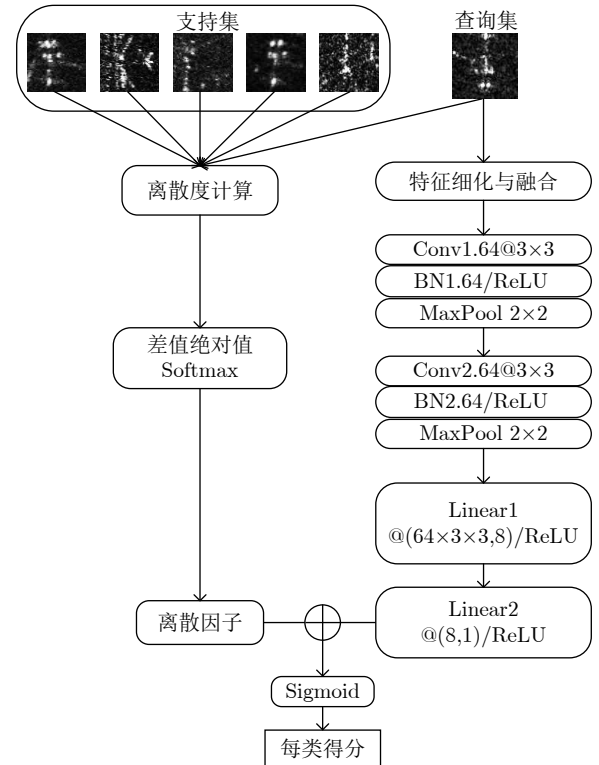 支持集
查询集
离散度计算
特征细化与融合
Conv1.64@3×3
BN1.64/ReLU
MaxPool 2×2
差值绝对值
Softmax
Conv2.64@3×3
BN2.64/ReLU
MaxPool 2×2
Linear1
@(64×3×3,8)/ReLU
离散因子
Linear2
@(8,1)/ReLU
Sigmoid
每类得分